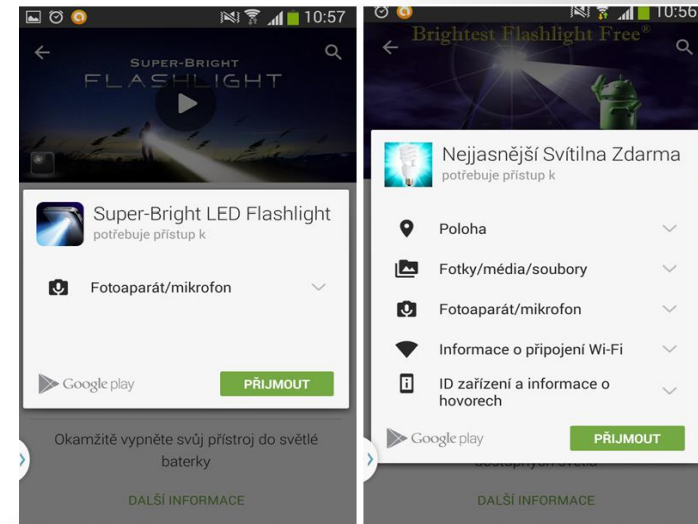 10:57
SUPER-BRIGHT
FLASHLIGHT
Super-Bright LED Flashlight
potřebuje přístup k
Fotoaparát/mikrofon
Google play
PŘIJMOUT
Okamžitě vypněte svůj přístroj do světlé
baterky
DALŠÍ INFORMACE
10:56
Brightest Flashlight Free®
Nejjasnější Svítilna Zdarma
potřebuje přístup k
Poloha
Fotky/média/soubory
Fotoaparát/mikrofon
Informace o připojení Wi-Fi
ID zařízení a informace o
hovorech
Google play
PŘIJMOUT
DALŠÍ INFORMACE